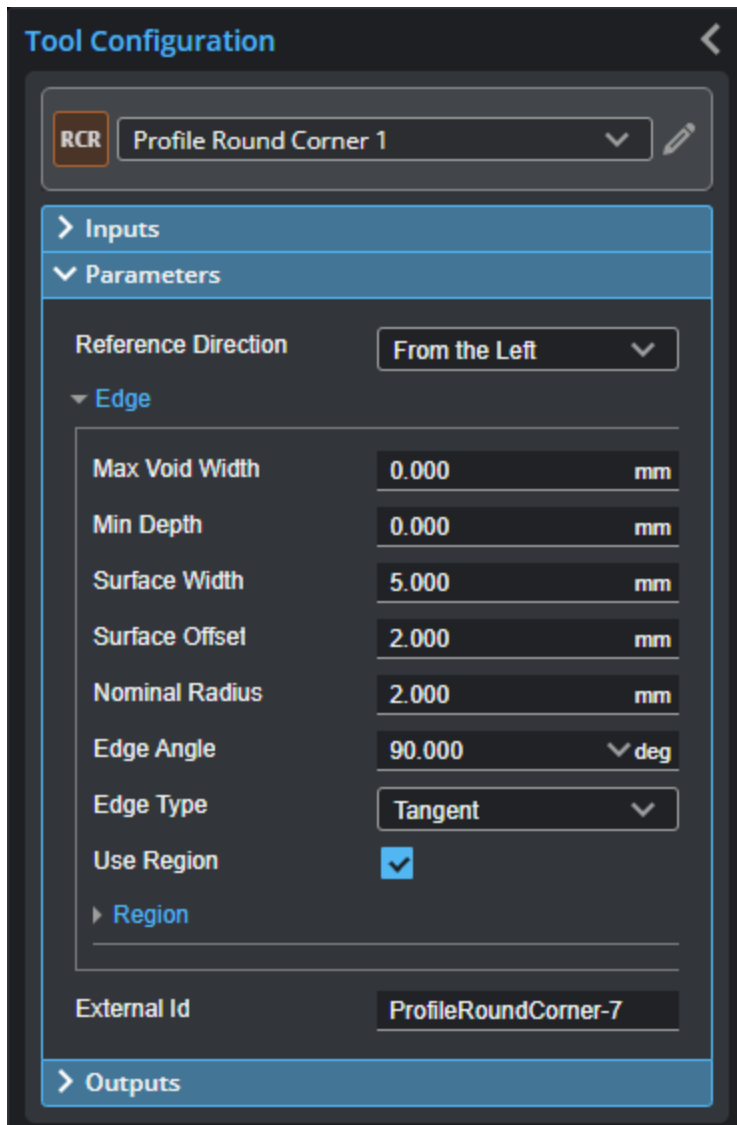 Tool Configuration
RCR Profile Round Corner 1
Inputs
Parameters
Reference Direction From the Left
Edge
Max Void Width 0.000 mm
Min Depth 0.000 mm
Surface Width 5.000 mm
Surface Offset 2.000 mm
Nominal Radius 2.000 mm
Edge Angle 90.000 deg
Edge Type Tangent
Use Region
Region
External Id ProfileRoundCorner-7
Outputs